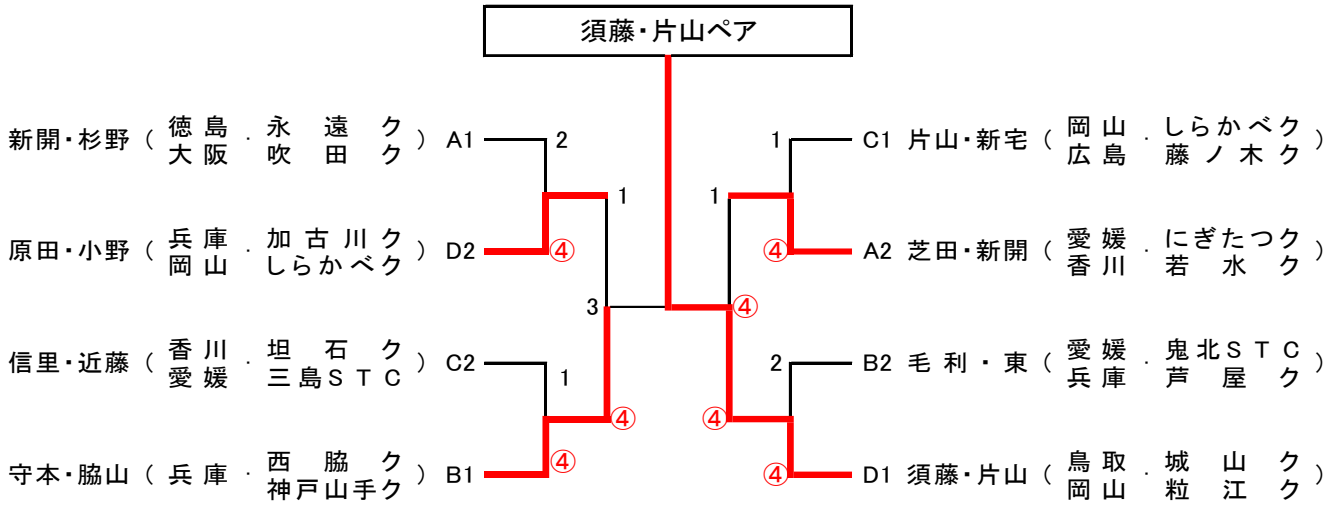 須藤・片山ペア
新開・杉野 ( 徳島 ・ 永遠ク ) A1 2
大阪 吹田ク
1 C1 片山・新宅 ( 岡山 ・ しらかべク )
広島 藤ノ木ク
1
1
原田・小野 ( 兵庫 ・ 加古川ク ) D2 ④
岡山 しらかべク
④ A2 芝田・新開 ( 愛媛 ・ にぎたつク )
香川 若水ク
3
④
信里・近藤 ( 香川 ・ 坦石ク ) C2 1
愛媛 三島STC
2 B2 毛利・東 ( 愛媛 ・ 鬼北STC )
兵庫 芦屋ク
④
④
守本・脇山 ( 兵庫 ・ 西脇ク ) B1 ④
神戸山手ク
④ D1 須藤・片山 ( 鳥取 ・ 城山ク )
岡山 粒江ク